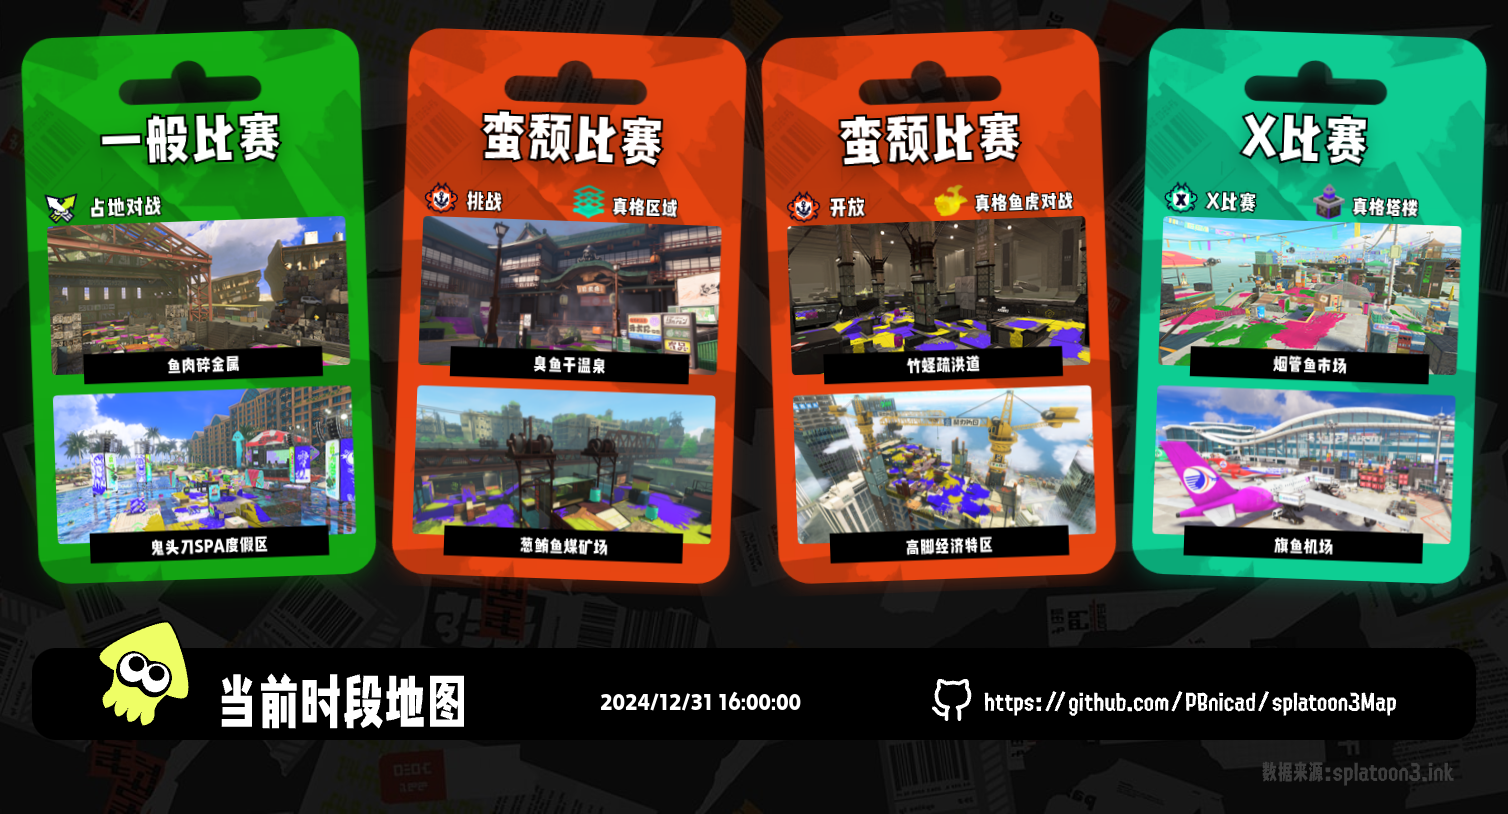 一般比赛
占地对战
鱼肉碎金属
鬼头刀SPA度假区
蛮颓比赛
挑战
真格区域
臭鱼干温泉
葱鲔鱼煤矿场
蛮颓比赛
开放
真格鱼虎对战
竹蛏疏洪道
高脚经济特区
X比赛
X比赛
真格塔楼
烟管鱼市场
旗鱼机场
当前时段地图
2024/12/31 16:00:00
https://github.com/PBnicad/splatoon3Map
数据来源:splatoon3.ink